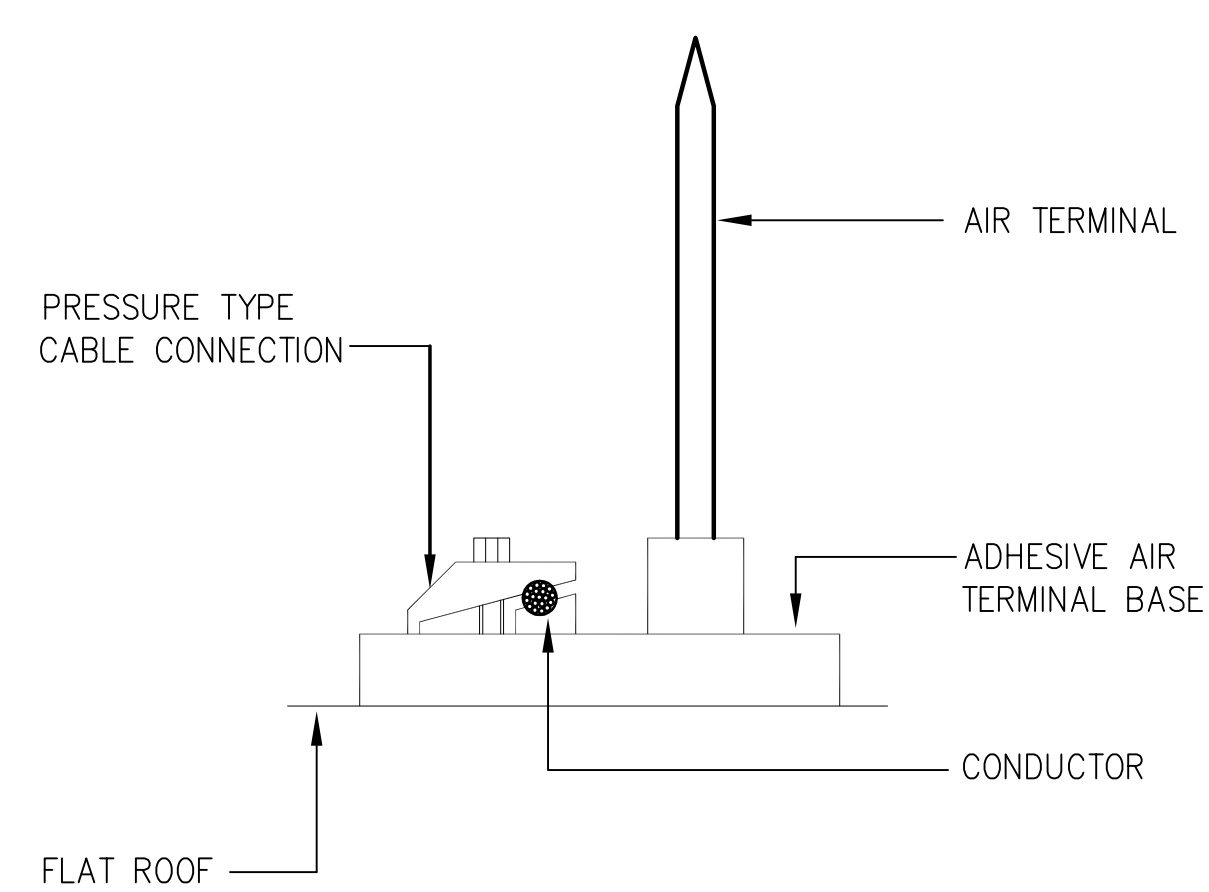 AIR TERMINAL
PRESSURE TYPE
CABLE CONNECTION
ADHESIVE AIR
TERMINAL BASE
CONDUCTOR
FLAT ROOF